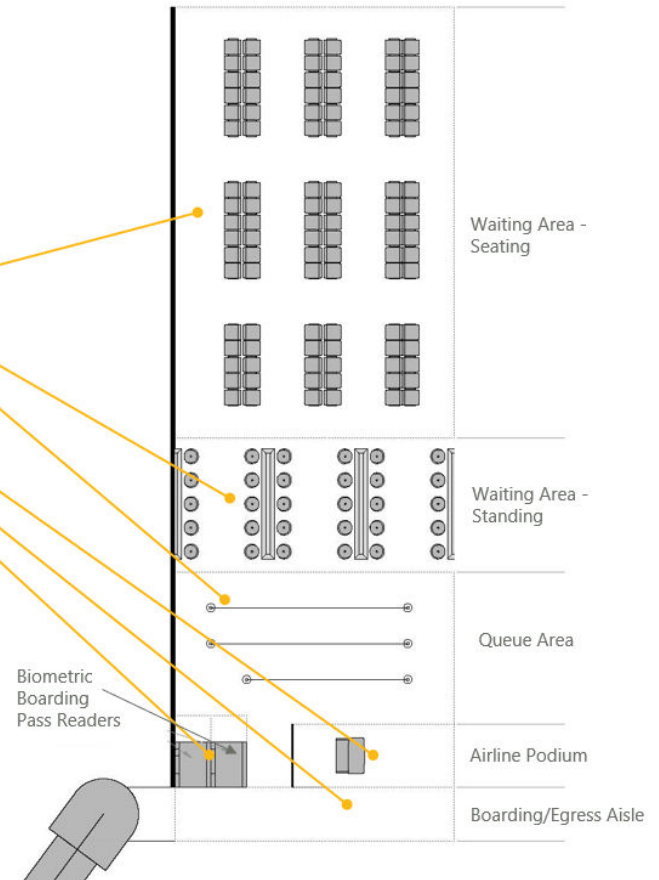 Waiting Area -
Seating
Waiting Area -
Standing
Queue Area
Biometric
Boarding
Pass Readers
Airline Podium
Boarding/Egress Aisle